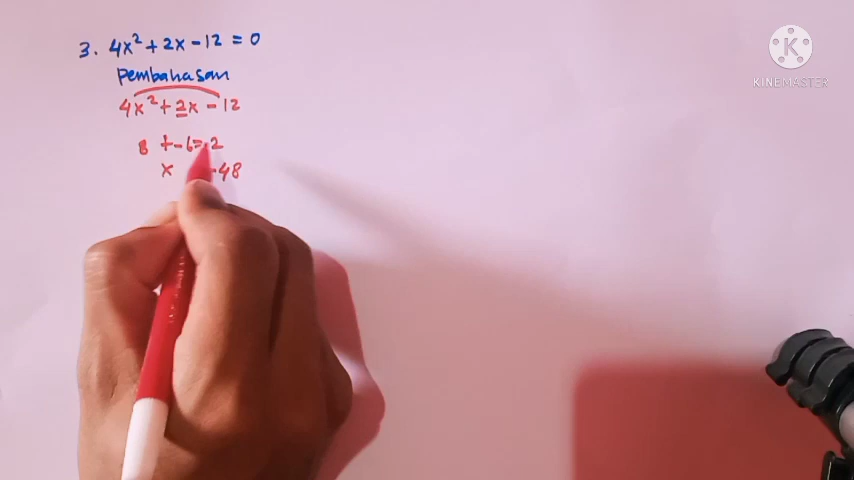 3. 4x² + 2x - 12 = 0
Pembahasan
4x² + 2x - 12
8 + -6 = 2
x - 48
K
KINEMASTER